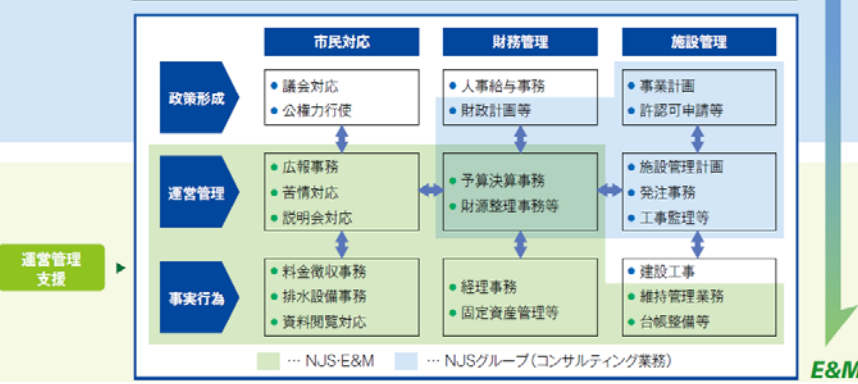 市民対応
財務管理
施設管理
政策形成
● 議会対応
● 公権力行使
● 人事給与事務
● 財政計画等
● 事業計画
● 許認可申請等
運営管理
● 広報事務
● 苦情対応
● 説明会対応
● 予算決算事務
● 財源整理事務等
● 施設管理計画
● 発注事務
● 工事監理等
運営管理
支援
事実行為
● 料金徴収事務
● 排水設備事務
● 資料閲覧対応
● 経理事務
● 固定資産管理等
● 建設工事
● 維持管理業務
● 台帳整備等
… NJS・E&M
… NJSグループ(コンサルティング業務)
E&M